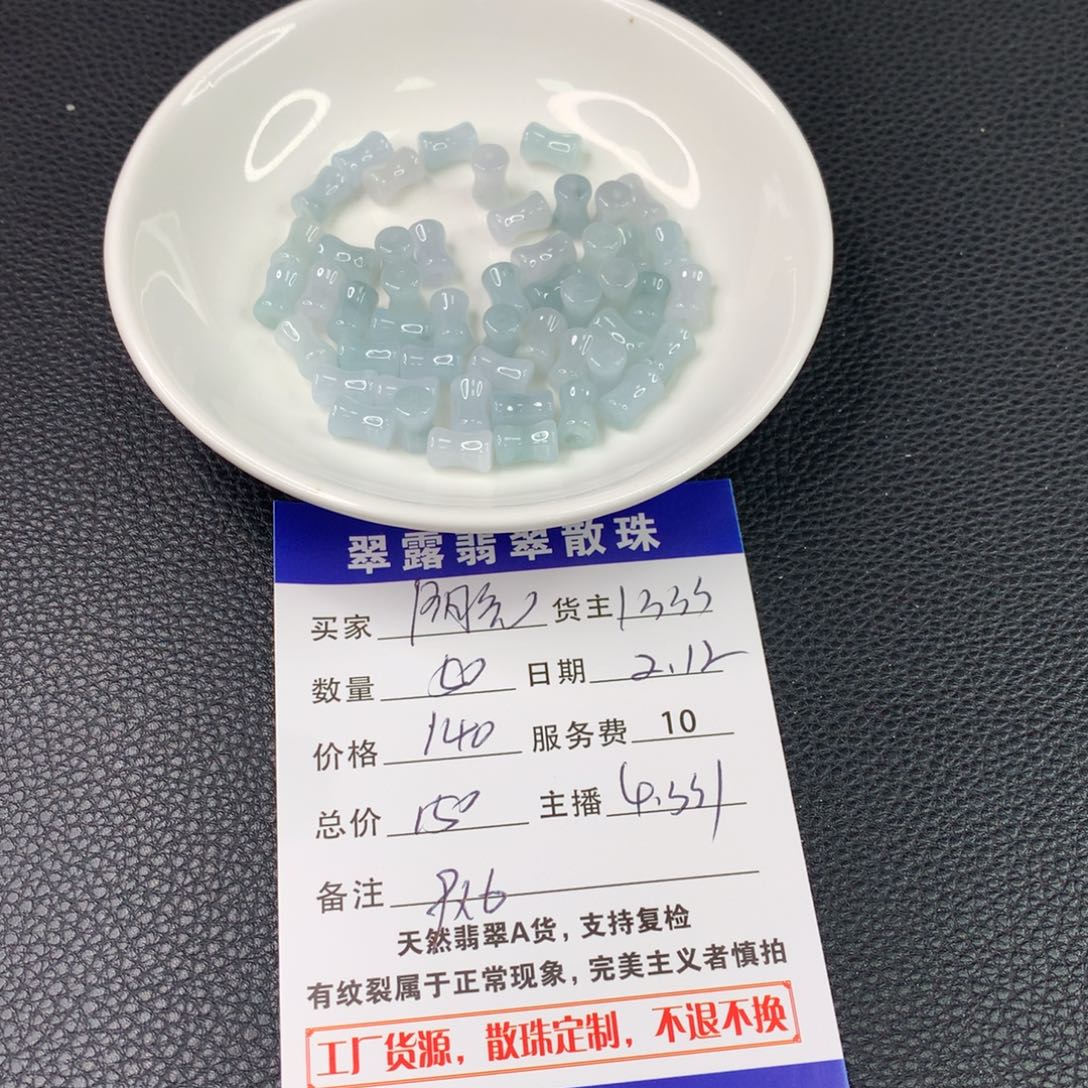 翠露翡翠散珠
买家 货主 1335
数量 日期 2.12
价格 140 服务费 10
总价 150 主播
备注 8x6
天然翡翠A货，支持复检
有纹裂属于正常现象，完美主义者慎拍
工厂货源，散珠定制，不退不换